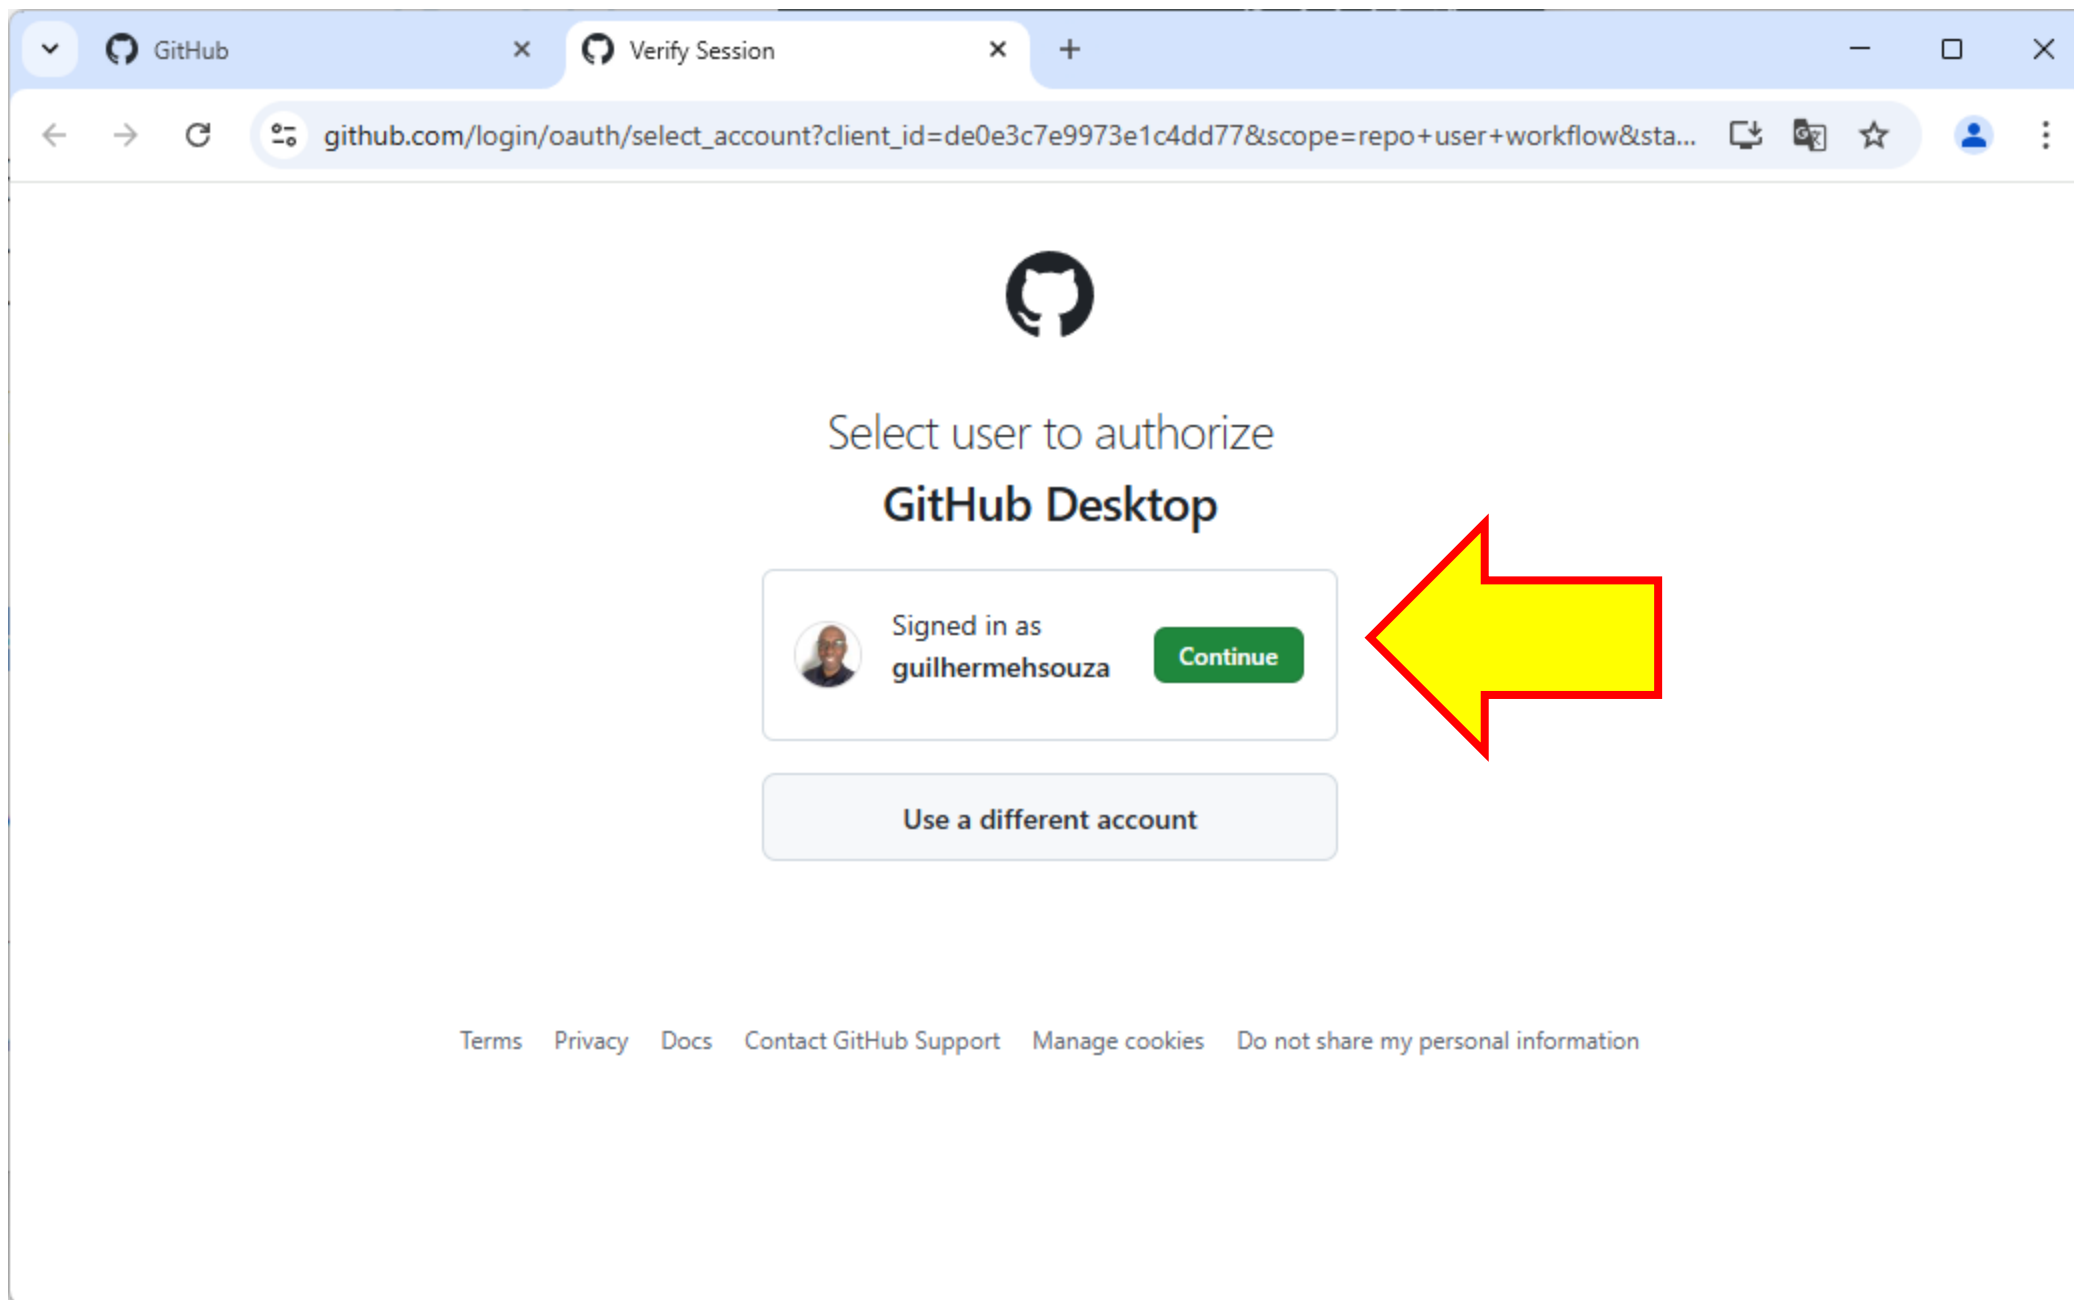 GitHub
Verify Session
github.com/login/oauth/select_account?client_id=de0e3c7e9973e1c4dd77&scope=repo+user+workflow&sta...
Select user to authorize
GitHub Desktop
Signed in as
guilhermehsouza
Continue
Use a different account
Terms Privacy Docs Contact GitHub Support Manage cookies Do not share my personal information